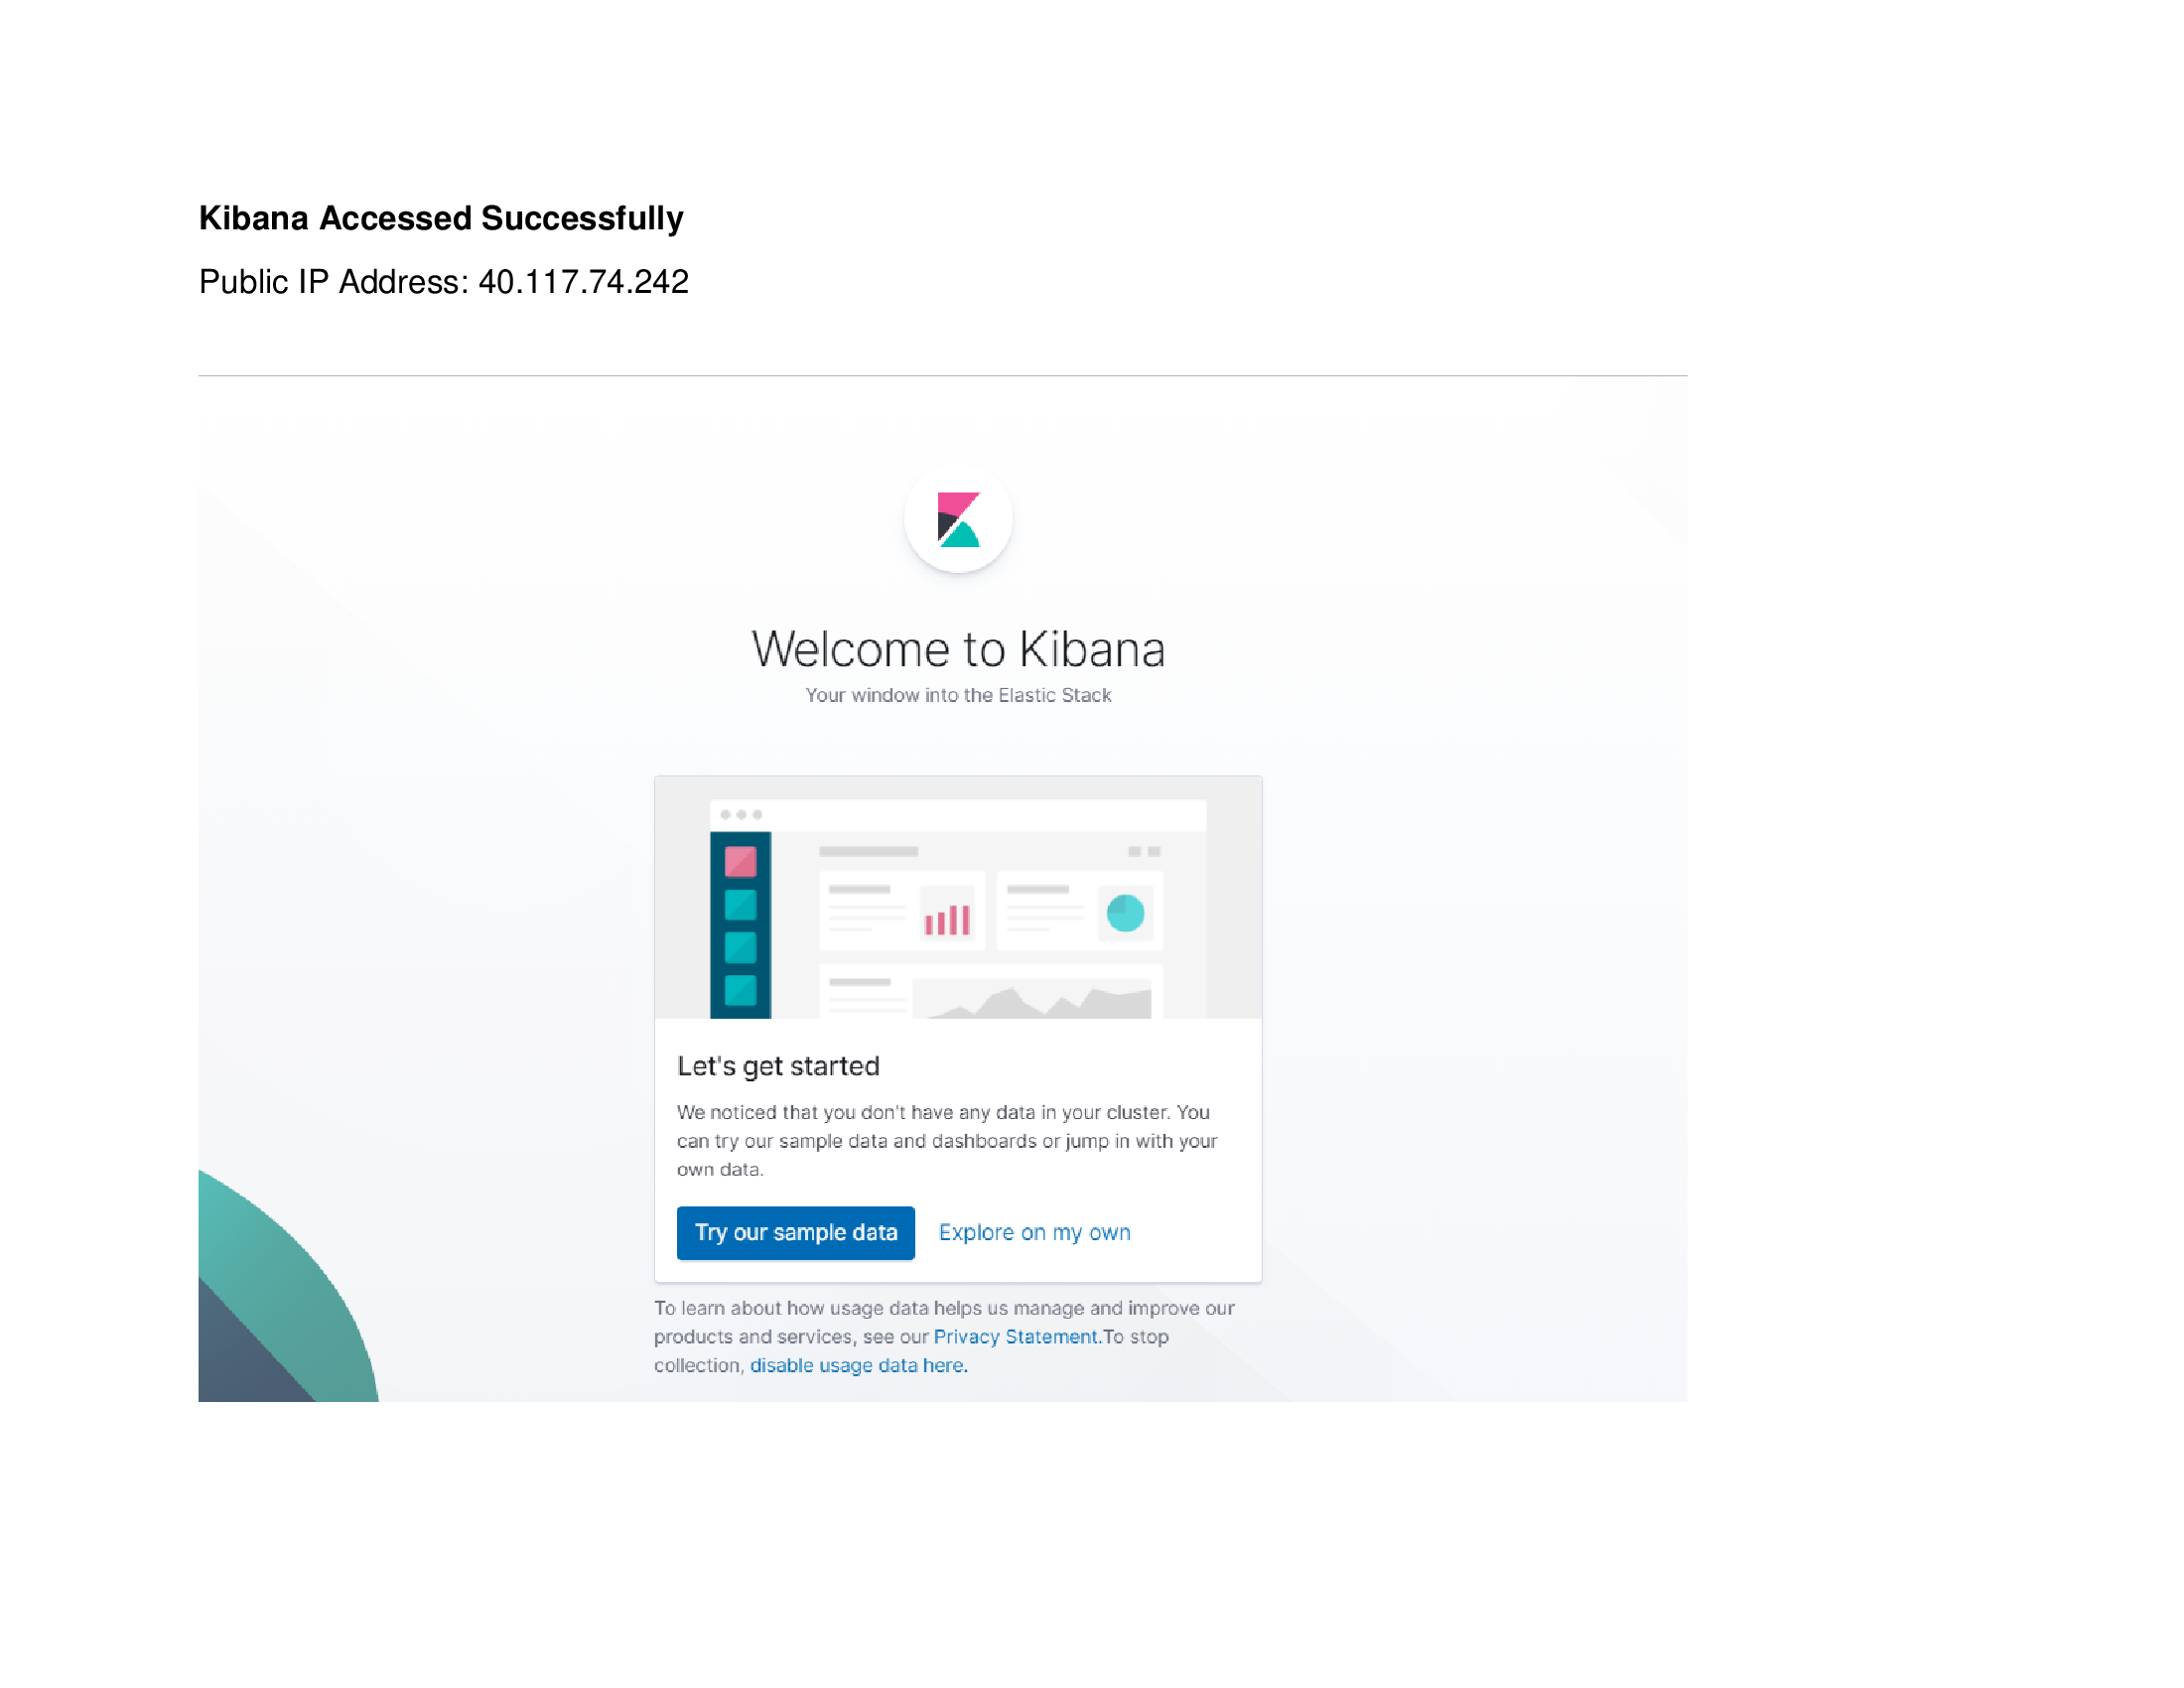 Kibana Accessed Successfully
Public IP Address: 40.117.74.242
Welcome to Kibana
Your window into the Elastic Stack
Let's get started
We noticed that you don't have any data in your cluster. You
can try our sample data and dashboards or jump in with your
own data.
Try our sample data Explore on my own
To learn about how usage data helps us manage and improve our
products and services, see our Privacy Statement.To stop
collection, disable usage data here.